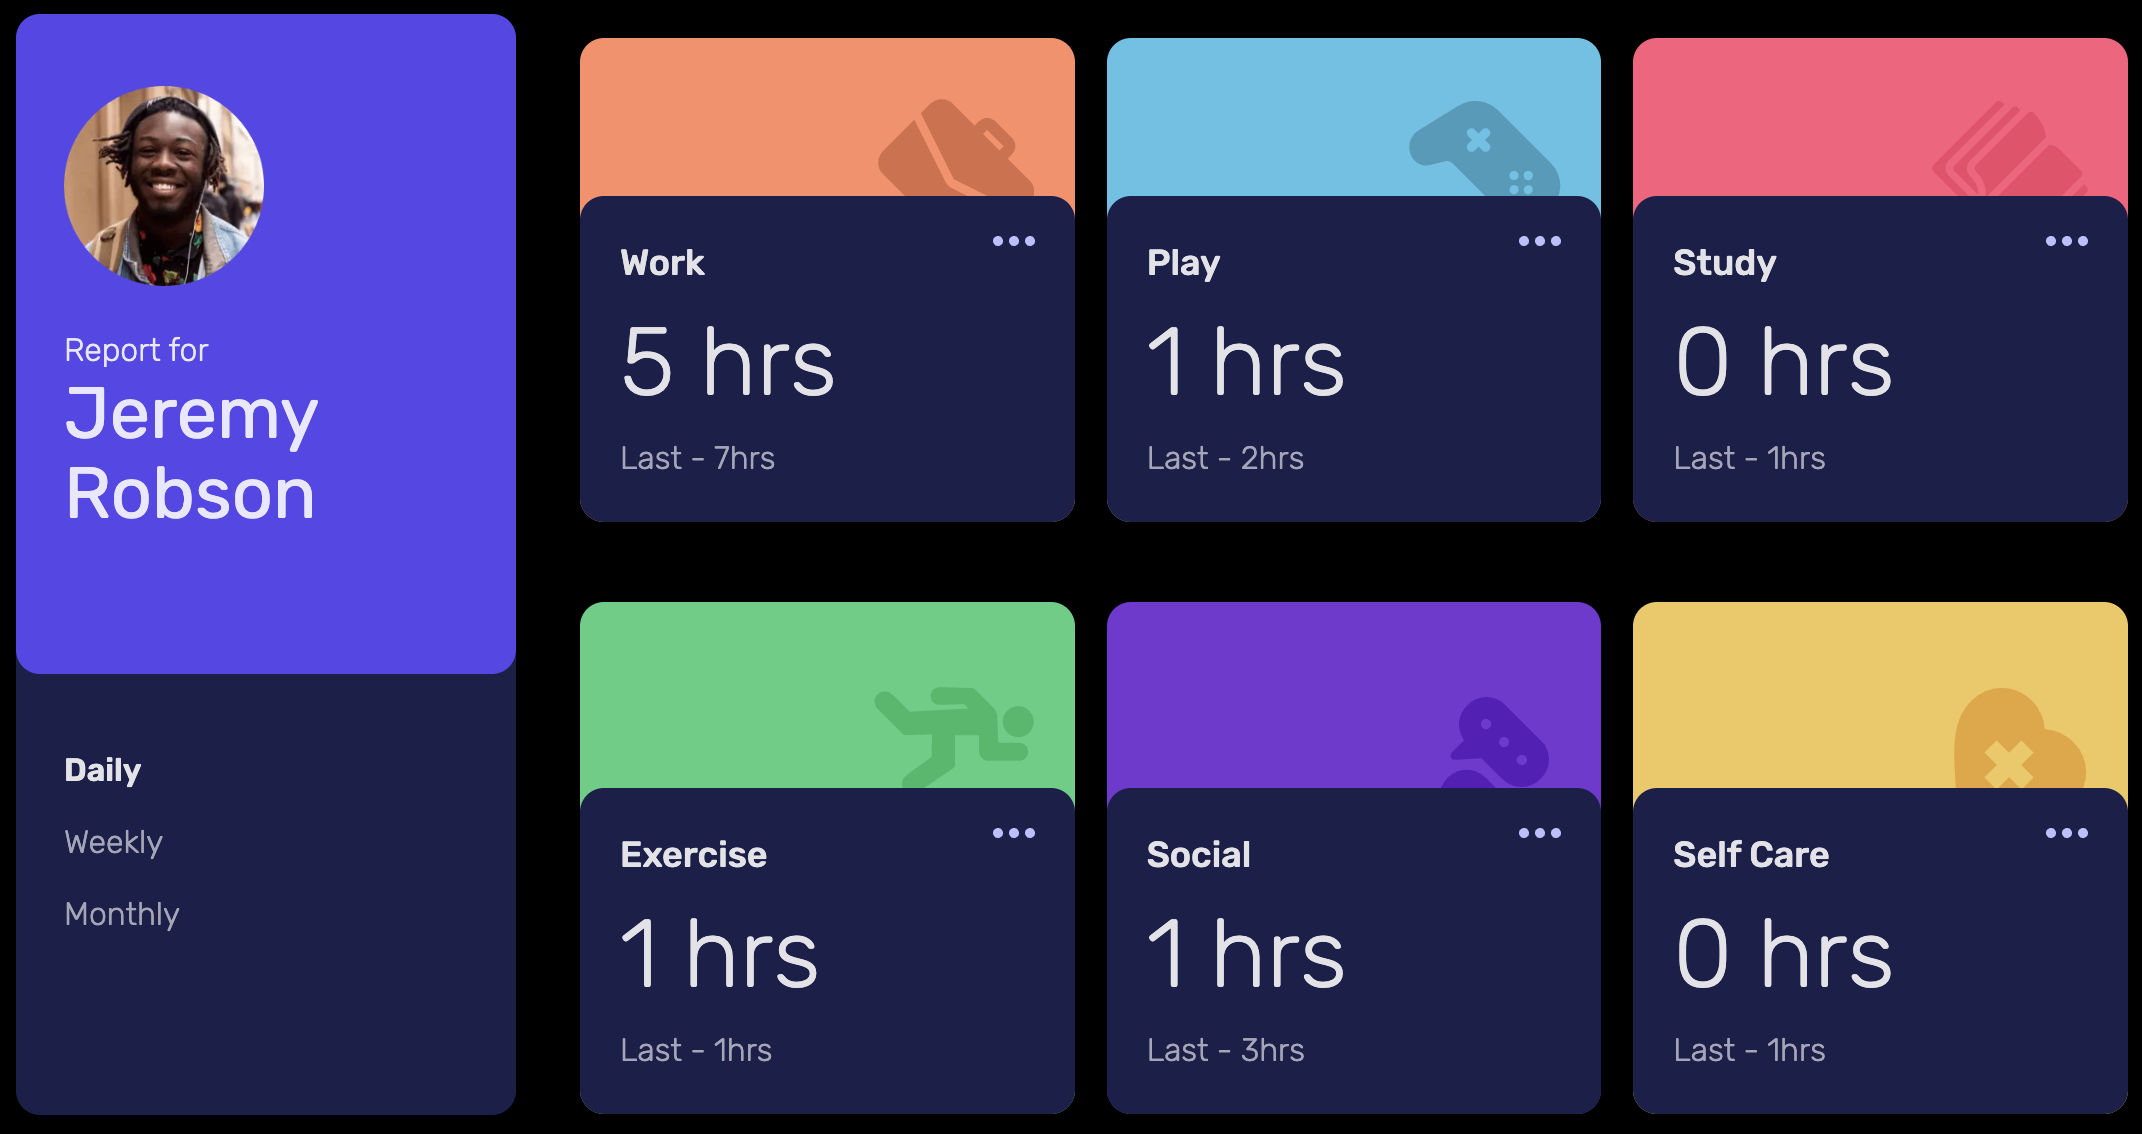 Report for
Jeremy
Robson
Daily
Weekly
Monthly
Work
5 hrs
Last - 7hrs
Play
1 hrs
Last - 2hrs
Study
0 hrs
Last - 1hrs
Exercise
1 hrs
Last - 1hrs
Social
1 hrs
Last - 3hrs
Self Care
0 hrs
Last - 1hrs